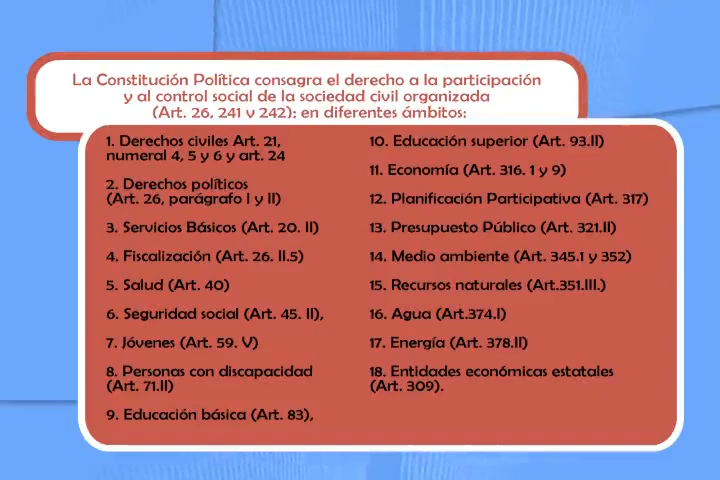 La Constitución Política consagra el derecho a la participación
y al control social de la sociedad civil organizada
(Art. 26, 241 y 242); en diferentes ámbitos:
1. Derechos civiles Art. 21,
numeral 4, 5 y 6 y art. 24
2. Derechos políticos
(Art. 26, parágrafo I y II)
3. Servicios Básicos (Art. 20. II)
4. Fiscalización (Art. 26. II.5)
5. Salud (Art. 40)
6. Seguridad social (Art. 45. II),
7. Jóvenes (Art. 59. V)
8. Personas con discapacidad
(Art. 71.II)
9. Educación básica (Art. 83),
10. Educación superior (Art. 93.II)
11. Economía (Art. 316. 1 y 9)
12. Planificación Participativa (Art. 317)
13. Presupuesto Público (Art. 321.II)
14. Medio ambiente (Art. 345.1 y 352)
15. Recursos naturales (Art.351.III.)
16. Agua (Art.374.I)
17. Energía (Art. 378.II)
18. Entidades económicas estatales
(Art. 309).